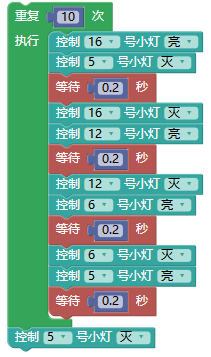 重复 10 次
执行 控制 16 号小灯 亮
控制 5 号小灯 灭
等待 0.2 秒
控制 16 号小灯 灭
控制 12 号小灯 亮
等待 0.2 秒
控制 12 号小灯 灭
控制 6 号小灯 亮
等待 0.2 秒
控制 6 号小灯 灭
控制 5 号小灯 亮
等待 0.2 秒
控制 5 号小灯 灭